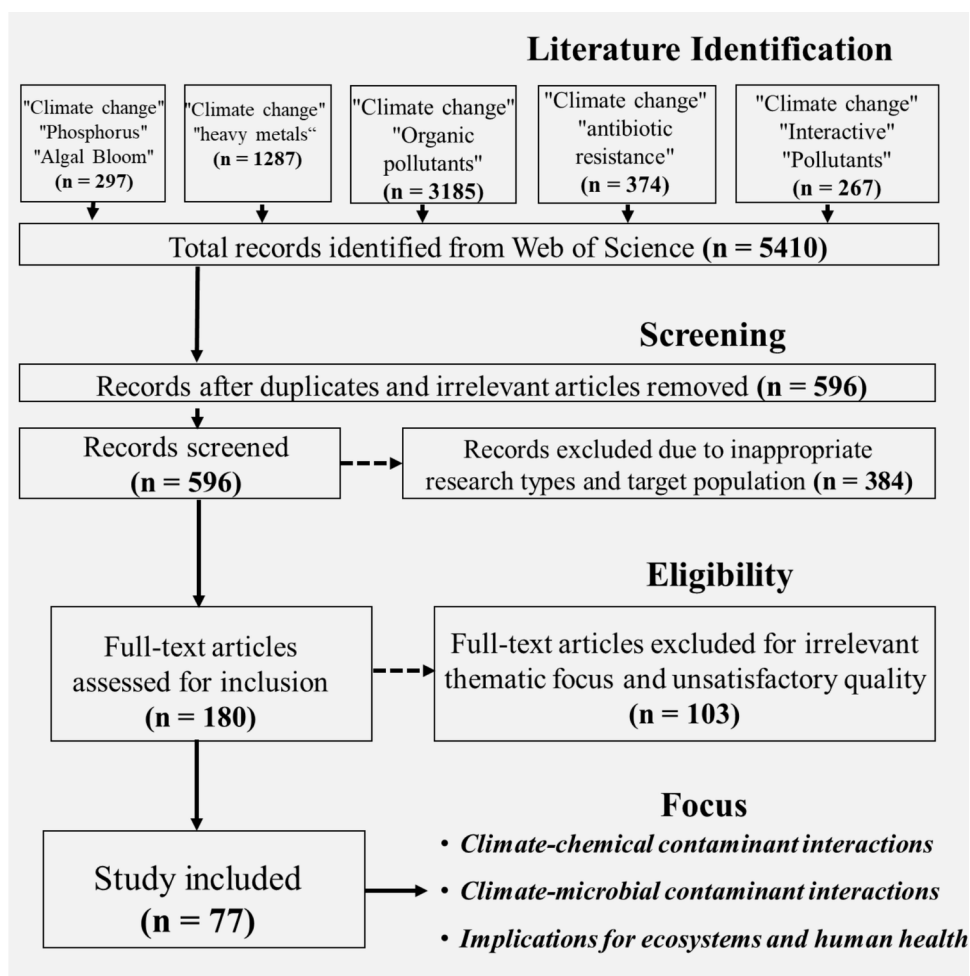 Literature Identification
"Climate change"
"Phosphorus"
"Algal Bloom"
(n = 297)
"Climate change"
"heavy metals“
(n = 1287)
"Climate change"
"Organic
pollutants"
(n = 3185)
"Climate change"
"antibiotic
resistance"
(n = 374)
"Climate change"
"Interactive"
"Pollutants"
(n = 267)
Total records identified from Web of Science (n = 5410)
Screening
Records after duplicates and irrelevant articles removed (n = 596)
Records screened
(n = 596)
Records excluded due to inappropriate
research types and target population (n = 384)
Eligibility
Full-text articles
assessed for inclusion
(n = 180)
Full-text articles excluded for irrelevant
thematic focus and unsatisfactory quality
(n = 103)
Study included
(n = 77)
Focus
• Climate-chemical contaminant interactions
• Climate-microbial contaminant interactions
• Implications for ecosystems and human health